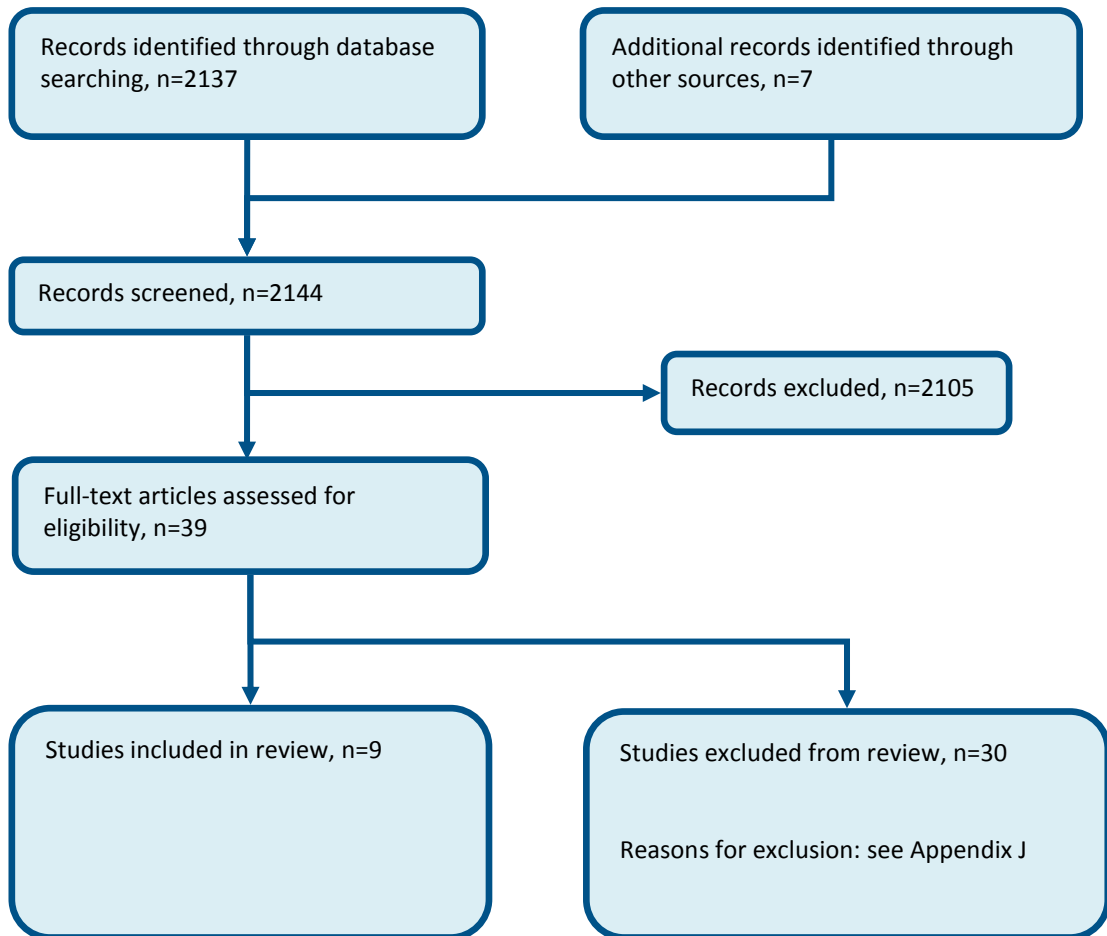 Records identified through database
searching, n=2137
Additional records identified through
other sources, n=7
Records screened, n=2144
Records excluded, n=2105
Full-text articles assessed for
eligibility, n=39
Studies included in review, n=9
Studies excluded from review, n=30
Reasons for exclusion: see Appendix J